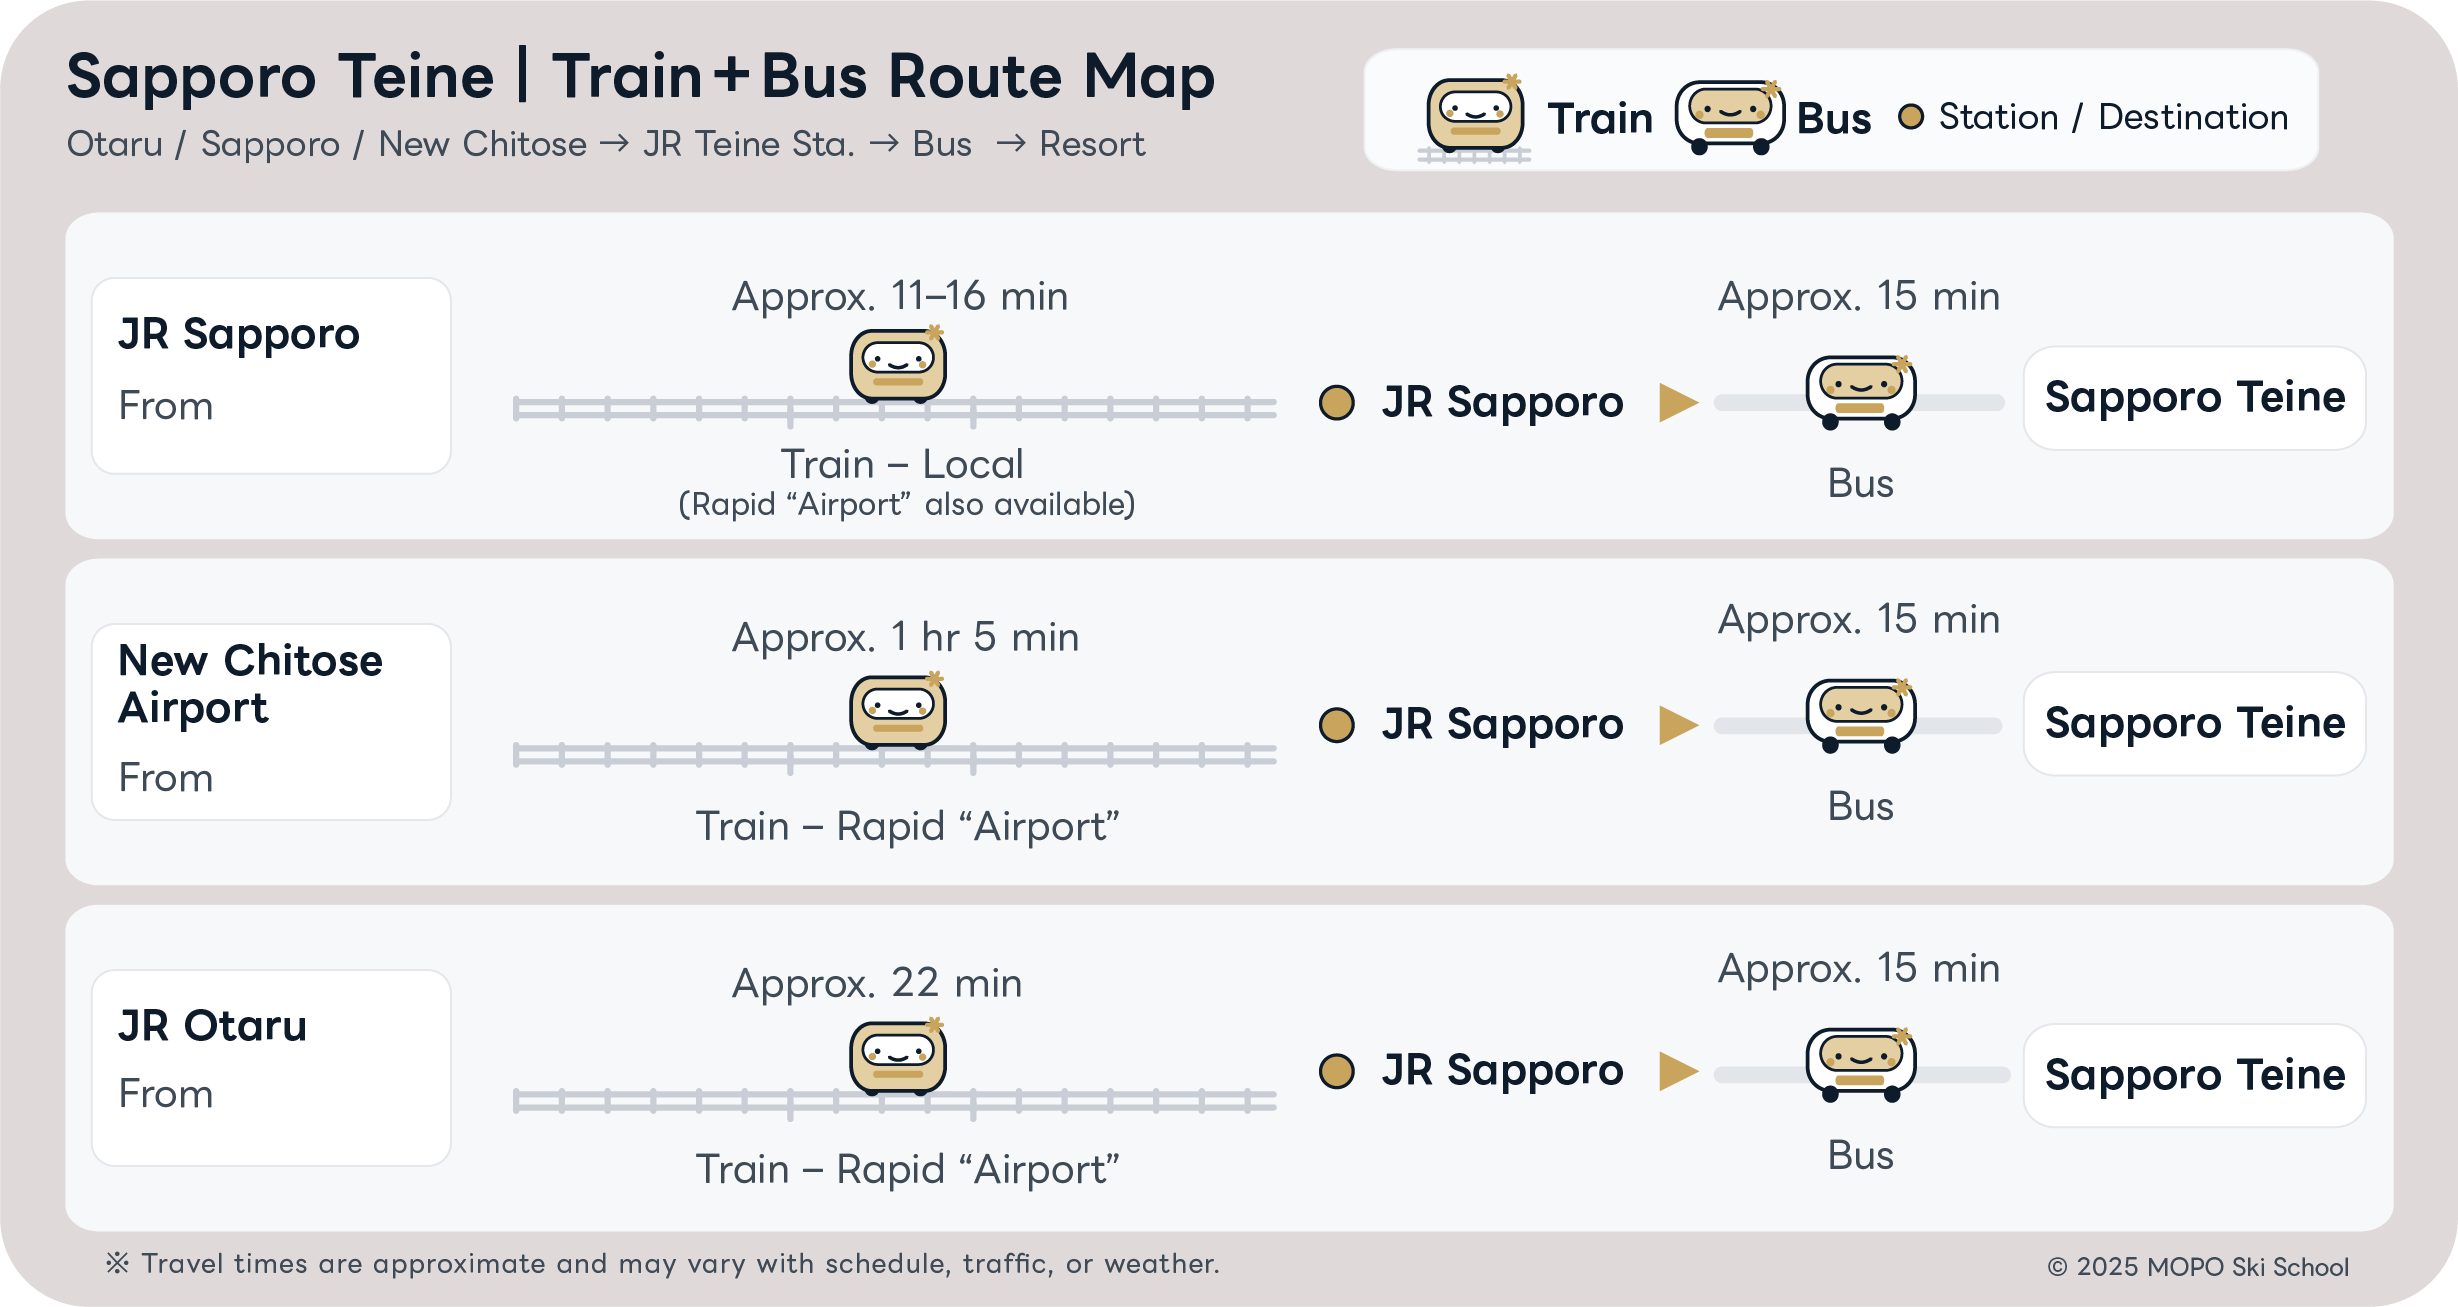 Sapporo Teine | Train+Bus Route Map
Otaru / Sapporo / New Chitose → JR Teine Sta. → Bus → Resort
Train Bus Station / Destination
JR Sapporo
From
Approx. 11–16 min
Train – Local
(Rapid “Airport” also available)
JR Sapporo
Approx. 15 min
Bus
Sapporo Teine
New Chitose
Airport
From
Approx. 1 hr 5 min
Train – Rapid “Airport”
JR Sapporo
Approx. 15 min
Bus
Sapporo Teine
JR Otaru
From
Approx. 22 min
Train – Rapid “Airport”
JR Sapporo
Approx. 15 min
Bus
Sapporo Teine
※ Travel times are approximate and may vary with schedule, traffic, or weather.
© 2025 MOPO Ski School